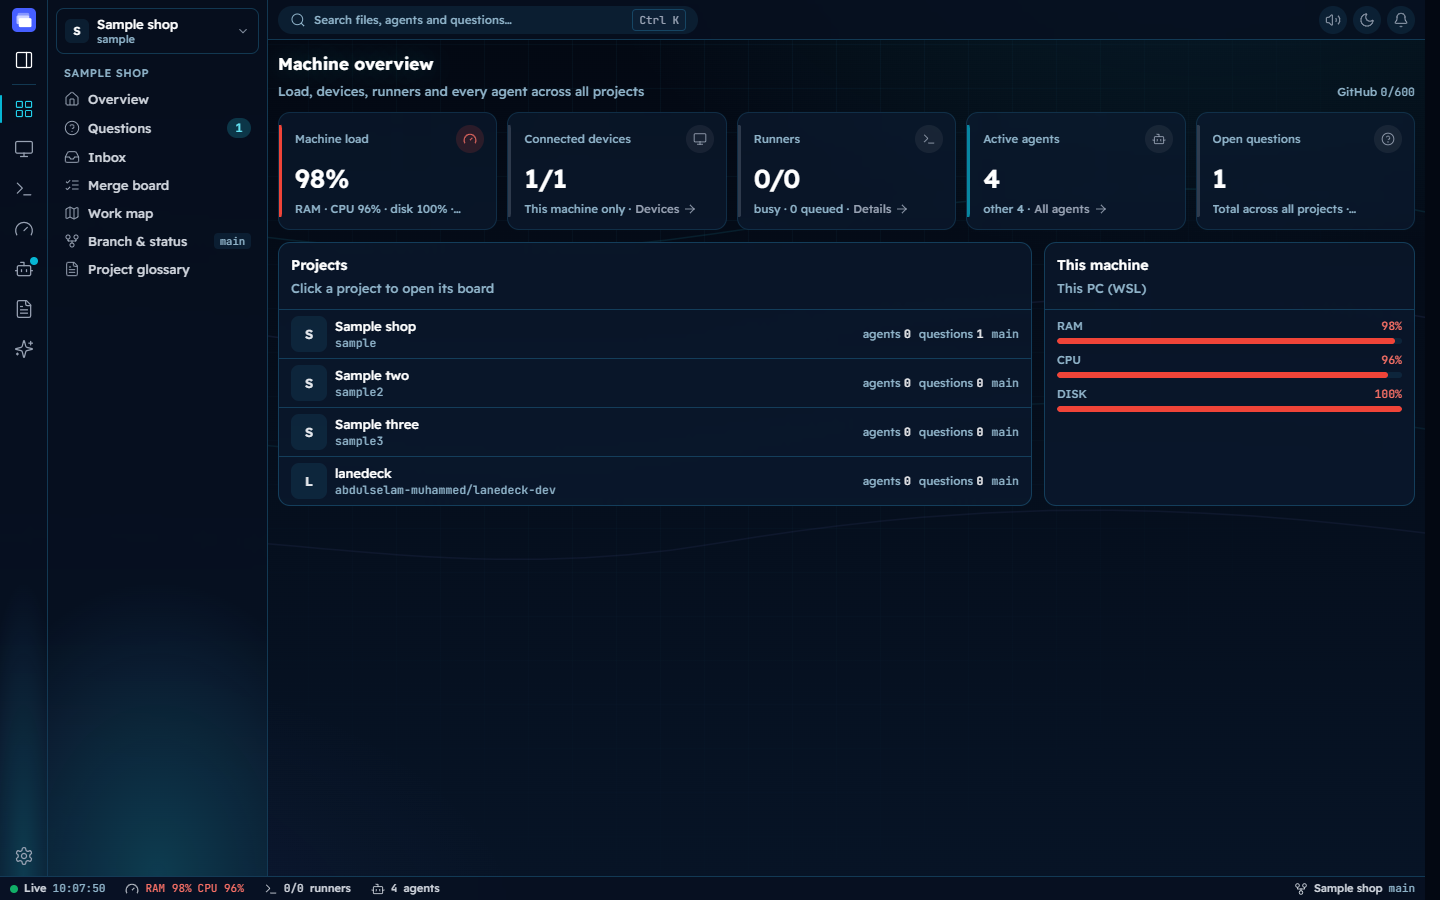 S
Sample shop
sample
SAMPLE SHOP
Overview
Questions 1
Inbox
Merge board
Work map
Branch & status main
Project glossary
Search files, agents and questions… Ctrl K
Machine overview
Load, devices, runners and every agent across all projects
GitHub 0/600
Machine load
98%
RAM · CPU 96% · disk 100% ·…
Connected devices
1/1
This machine only · Devices →
Runners
0/0
busy · 0 queued · Details →
Active agents
4
other 4 · All agents →
Open questions
1
Total across all projects ·…
Projects
Click a project to open its board
S
Sample shop
sample
agents 0 questions 1 main
S
Sample two
sample2
agents 0 questions 0 main
S
Sample three
sample3
agents 0 questions 0 main
L
lanedeck
abdulselam-muhammed/lanedeck-dev
agents 0 questions 0 main
This machine
This PC (WSL)
RAM 98%
CPU 96%
DISK 100%
Live 10:07:50 RAM 98% CPU 96% 0/0 runners 4 agents Sample shop main